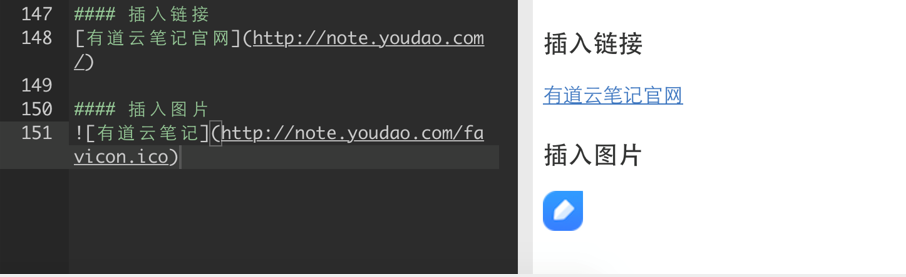 147 #### 插入链接
148 [有道云笔记官网](http://note.youdao.com
/)
149
150 #### 插入图片
151 ![有道云笔记](http://note.youdao.com/fa
vicon.ico)
插入链接
有道云笔记官网
插入图片